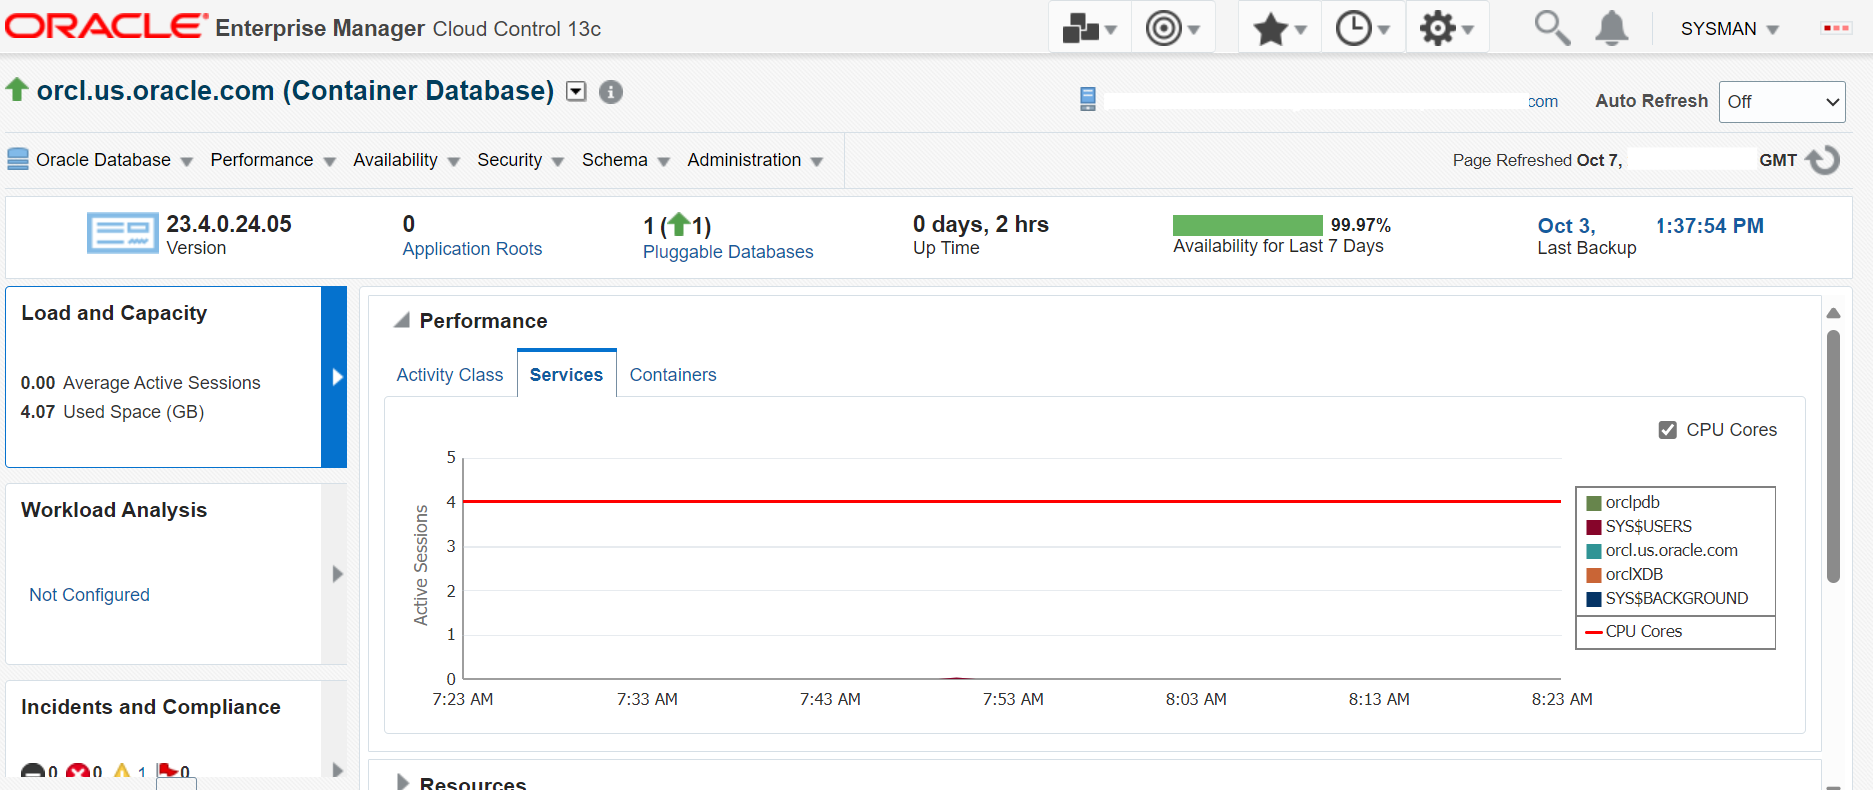 ORACLE Enterprise Manager Cloud Control 13c
SYSMAN
orcl.us.oracle.com (Container Database)
com
Auto Refresh Off
Oracle Database Performance Availability Security Schema Administration
Page Refreshed Oct 7, GMT
23.4.0.24.05
Version
0
Application Roots
1 (1)
Pluggable Databases
0 days, 2 hrs
Up Time
99.97%
Availability for Last 7 Days
Oct 3, 1:37:54 PM
Last Backup
Load and Capacity
0.00 Average Active Sessions
4.07 Used Space (GB)
Workload Analysis
Not Configured
Incidents and Compliance
0 0 1 0
Performance
Activity Class Services Containers
CPU Cores
Active Sessions
5
4
3
2
1
0
7:23 AM 7:33 AM 7:43 AM 7:53 AM 8:03 AM 8:13 AM 8:23 AM
orclpdb
SYS$USERS
orcl.us.oracle.com
orclXDB
SYS$BACKGROUND
CPU Cores
Resources